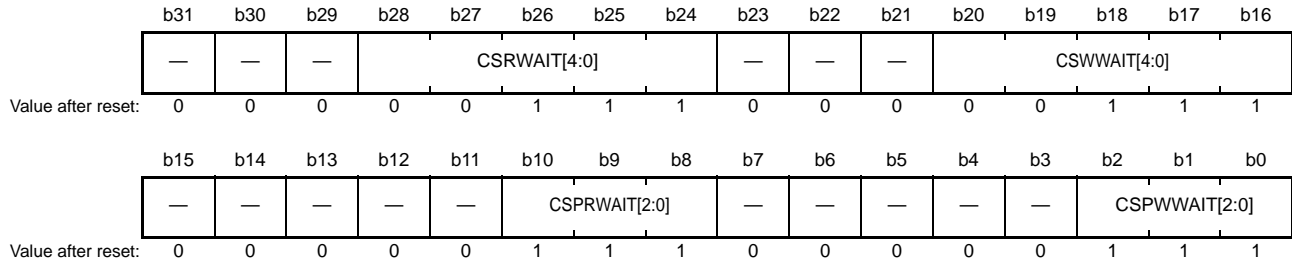 b31 b30 b29 b28 b27 b26 b25 b24 b23 b22 b21 b20 b19 b18 b17 b16
— — — CSRWAIT[4:0] — — — CSWWAIT[4:0]
Value after reset: 0 0 0 0 0 1 1 1 0 0 0 0 0 1 1 1
b15 b14 b13 b12 b11 b10 b9 b8 b7 b6 b5 b4 b3 b2 b1 b0
— — — — — CSPRWAIT[2:0] — — — — — CSPWWAIT[2:0]
Value after reset: 0 0 0 0 0 1 1 1 0 0 0 0 0 1 1 1